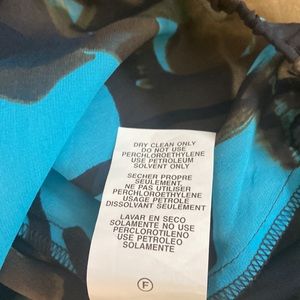 DRY CLEAN ONLY
DO NOT USE
PERCHLOROETHYLENE
USE PETROLEUM
SOLVENT ONLY
SECHER PROPRE
SEULEMENT,
NE PAS UTILISER
PERCHLOROETHYLENE
USAGE PETROLE
DISSOLVANT SEULEMENT
LAVAR EN SECO
SOLAMENTE NO USE
PERCLOROTILENO
USE PETROLEO
SOLAMENTE
F